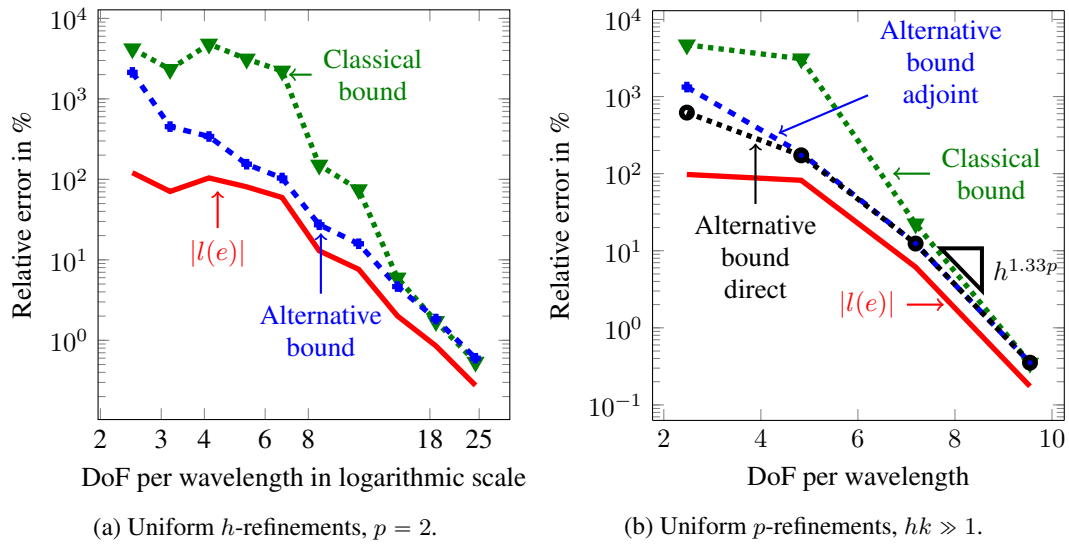 Relative error in %
10^4
10^3
10^2
10^1
10^0
2
3
4
6
8
18
25
DoF per wavelength in logarithmic scale
Classical
bound
|l(e)|
Alternative
bound
(a) Uniform h-refinements, p = 2.
Relative error in %
10^4
10^3
10^2
10^1
10^0
10^−1
2
4
6
8
10
DoF per wavelength
Alternative
bound
adjoint
Classical
bound
Alternative
bound
direct
h^{1.33p}
|l(e)|
(b) Uniform p-refinements, hk ≫ 1.